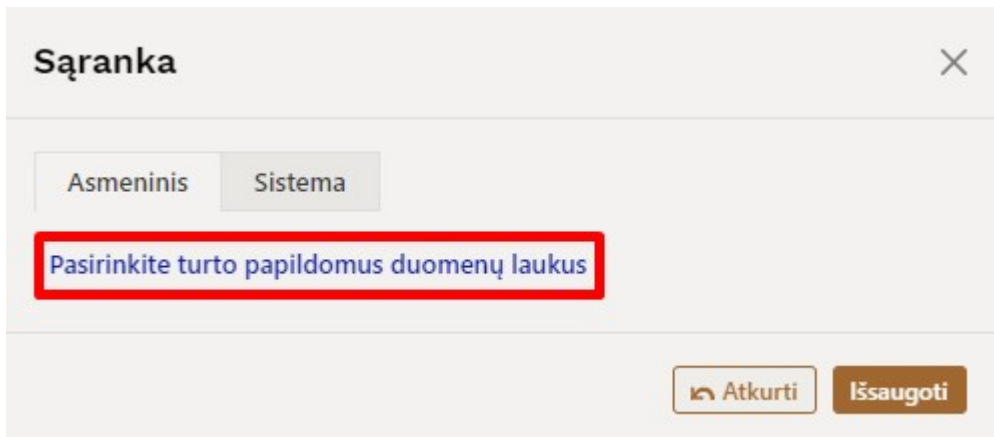 Sąranka
Asmeninis Sistema
Pasirinkite turto papildomus duomenų laukus
Atkurti Išsaugoti